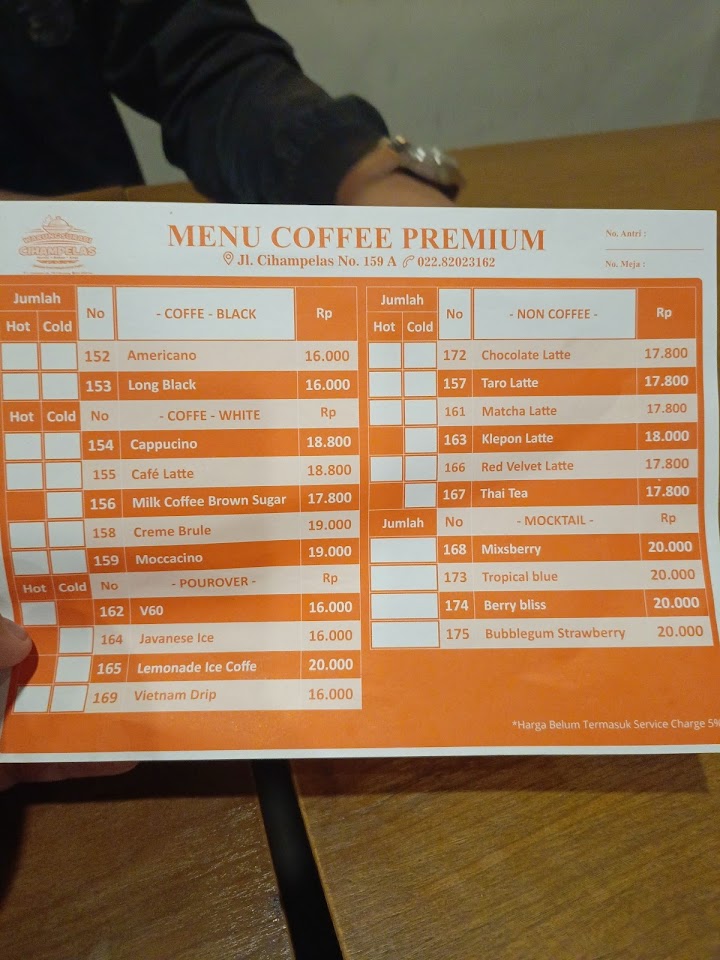 CIHAMPELAS
MENU COFFEE PREMIUM
Jl. Cihampelas No. 159 A 022.82023162
No. Antri :
No. Meja :
Jumlah No - COFFE - BLACK Rp
Hot Cold
152 Americano 16.000
153 Long Black 16.000
Hot Cold No - COFFE - WHITE Rp
154 Cappucino 18.800
155 Café Latte 18.800
156 Milk Coffee Brown Sugar 17.800
158 Creme Brule 19.000
159 Moccacino 19.000
Hot Cold No - POUROVER - Rp
162 V60 16.000
164 Javanese Ice 16.000
165 Lemonade Ice Coffe 20.000
169 Vietnam Drip 16.000
Jumlah No - NON COFFEE - Rp
Hot Cold
172 Chocolate Latte 17.800
157 Taro Latte 17.800
161 Matcha Latte 17.800
163 Klepon Latte 18.000
166 Red Velvet Latte 17.800
167 Thai Tea 17.800
Jumlah No - MOCKTAIL - Rp
168 Mixsberry 20.000
173 Tropical blue 20.000
174 Berry bliss 20.000
175 Bubblegum Strawberry 20.000
*Harga Belum Termasuk Service Charge 5%